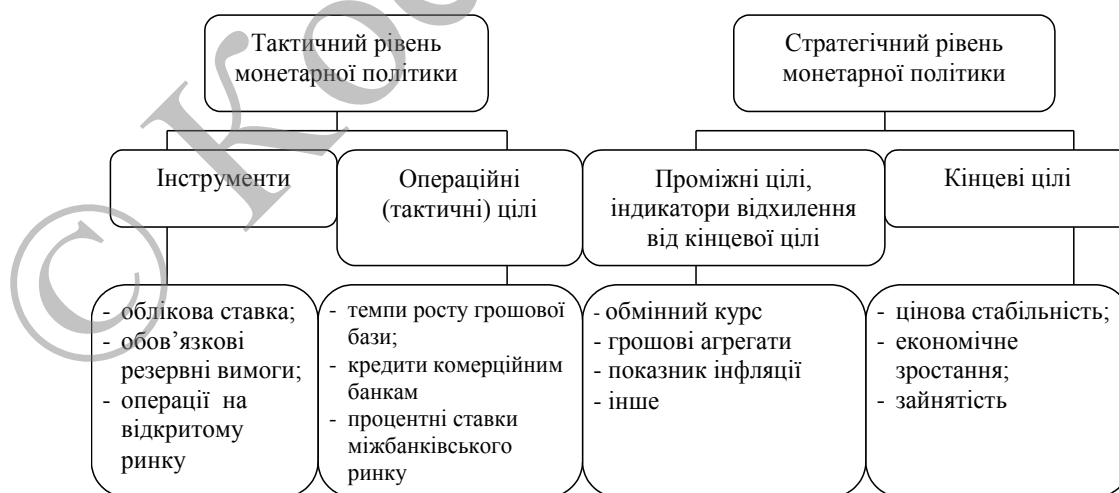 Тактичний рівень
монетарної політики
Стратегічний рівень
монетарної політики
Інструменти
Операційні
(тактичні) цілі
Проміжні цілі,
індикатори відхилення
від кінцевої цілі
Кінцеві цілі
- облікова ставка;
- обов’язкові
резервні вимоги;
- операції на
відкритому
ринку
- темпи росту грошової
бази;
- кредити комерційним
банкам
- процентні ставки
міжбанківського
ринку
- обмінний курс
- грошові агрегати
- показник інфляції
- інше
- цінова стабільність;
- економічне
зростання;
- зайнятість